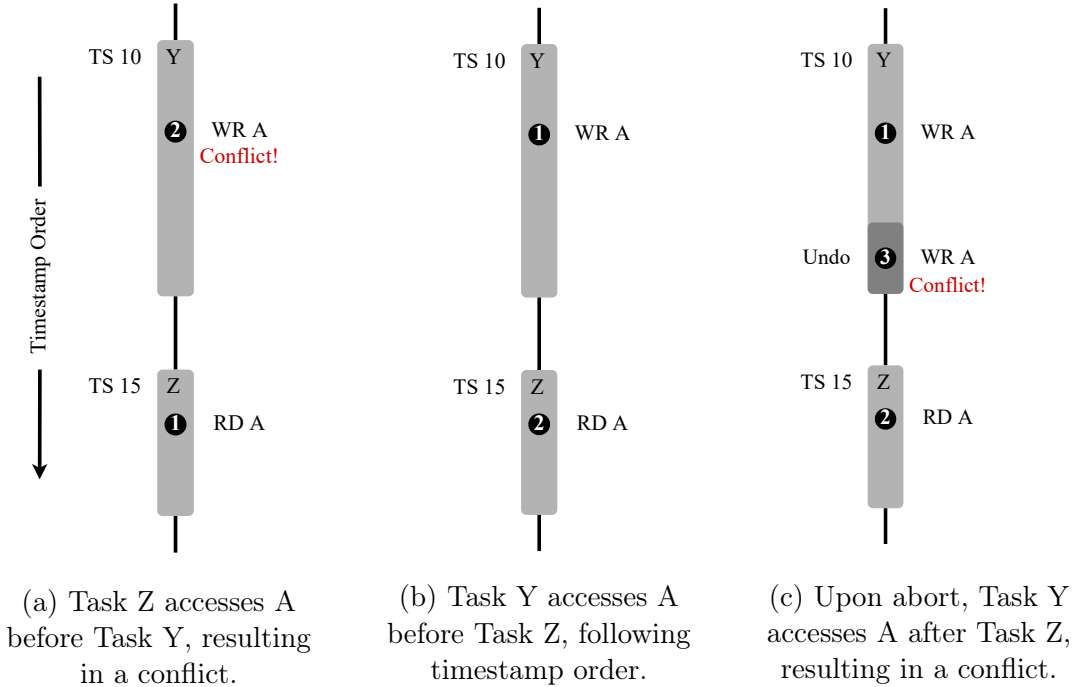 Timestamp Order
TS 10
Y
2
WR A
Conflict!
TS 15
Z
1
RD A
(a) Task Z accesses A
before Task Y, resulting
in a conflict.
TS 10
Y
1
WR A
TS 15
Z
2
RD A
(b) Task Y accesses A
before Task Z, following
timestamp order.
TS 10
Y
1
WR A
Undo
3
WR A
Conflict!
TS 15
Z
2
RD A
(c) Upon abort, Task Y
accesses A after Task Z,
resulting in a conflict.